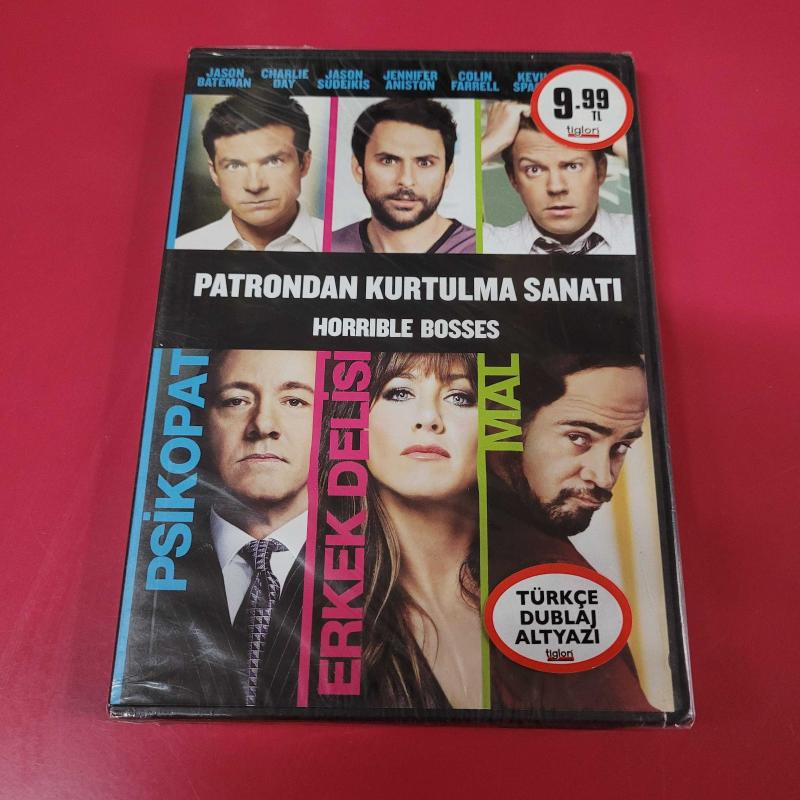 JASON BATEMAN
CHARLIE DAY
JASON SUDEIKIS
JENNIFER ANISTON
COLIN FARRELL
9.99
TL
tiglon
PATRONDAN KURTULMA SANATI
HORRIBLE BOSSES
PSİKOPAT
ERKEK DELİSİ
MAL
TÜRKÇE
DUBLAJ
ALTYAZI
tiglon